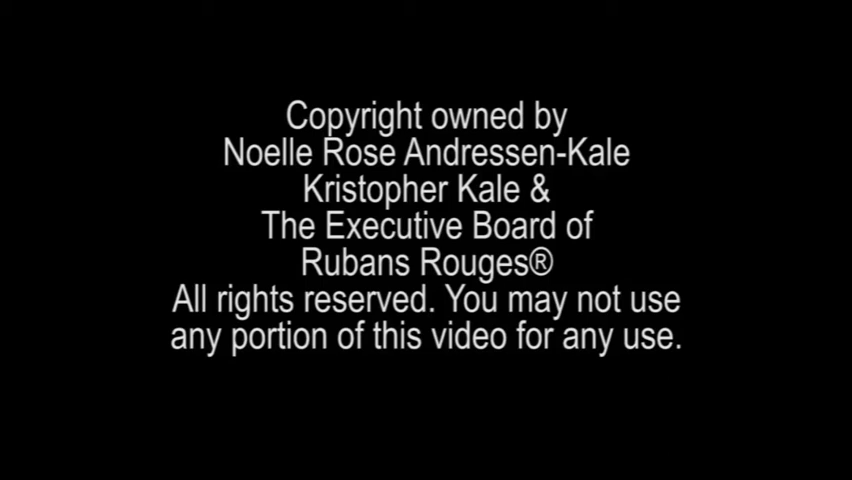 Copyright owned by
Noelle Rose Andressen-Kale
Kristopher Kale &
The Executive Board of
Rubans Rouges®
All rights reserved. You may not use
any portion of this video for any use.